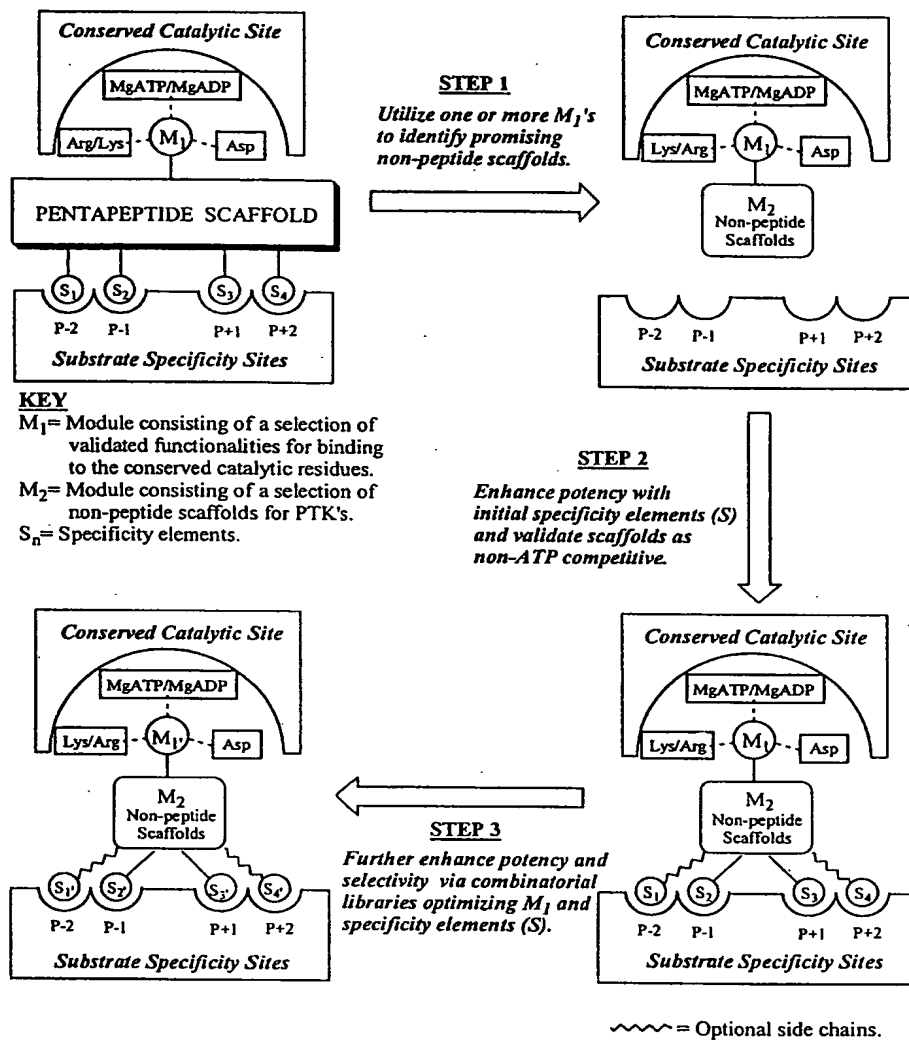 Conserved Catalytic Site
MgATP/MgADP
Arg/Lys
M1
Asp
PENTAPEPTIDE SCAFFOLD
S1
S2
S3
S4
P-2
P-1
P+1
P+2
Substrate Specificity Sites
STEP 1
Utilize one or more M1's
to identify promising
non-peptide scaffolds.
Conserved Catalytic Site
MgATP/MgADP
Lys/Arg
M1
Asp
M2
Non-peptide
Scaffolds
P-2
P-1
P+1
P+2
Substrate Specificity Sites
KEY
M1= Module consisting of a selection of
validated functionalities for binding
to the conserved catalytic residues.
M2= Module consisting of a selection of
non-peptide scaffolds for PTK's.
Sn= Specificity elements.
STEP 2
Enhance potency with
initial specificity elements (S)
and validate scaffolds as
non-ATP competitive.
Conserved Catalytic Site
MgATP/MgADP
Lys/Arg
M1
Asp
M2
Non-peptide
Scaffolds
S1
S2
S3
S4
P-2
P-1
P+1
P+2
Substrate Specificity Sites
STEP 3
Further enhance potency and
selectivity via combinatorial
libraries optimizing M1 and
specificity elements (S).
Conserved Catalytic Site
MgATP/MgADP
Lys/Arg
M1'
Asp
M2
Non-peptide
Scaffolds
S1'
S2'
S3'
S4'
P-2
P-1
P+1
P+2
Substrate Specificity Sites
= Optional side chains.